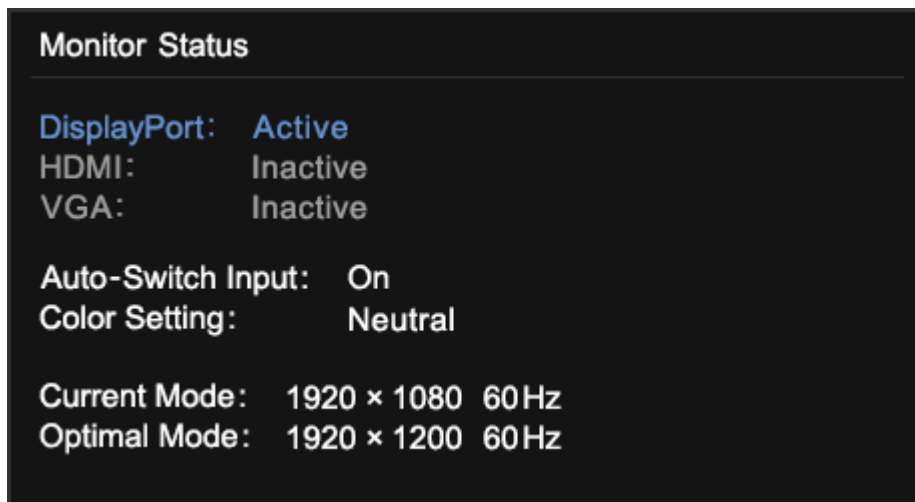 Monitor Status
DisplayPort: Active
HDMI: Inactive
VGA: Inactive
Auto-Switch Input: On
Color Setting: Neutral
Current Mode: 1920 × 1080 60Hz
Optimal Mode: 1920 × 1200 60Hz